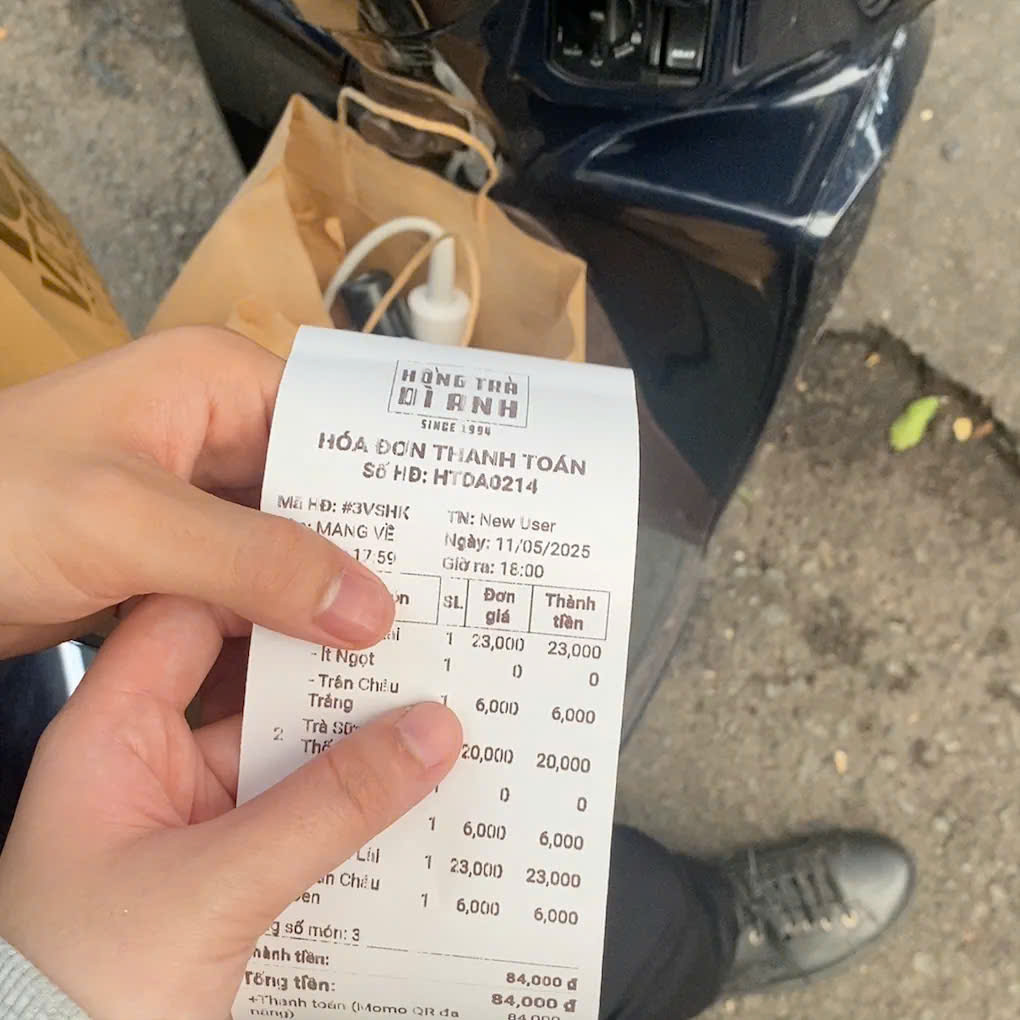 HỒNG TRÀ
DÌ ANH
SINCE 1994
HÓA ĐƠN THANH TOÁN
Số HĐ: HTDA0214
Mã HĐ: #3VSHK TN: New User
MANG VỀ Ngày: 11/05/2025
17:59 Giờ ra: 18:00
SL Đơn giá Thành tiền
1 23,000 23,000
- Ít Ngọt 1 0 0
- Trân Châu
Trắng 1 6,000 6,000
2 Trà Sữa
20,000 20,000
0 0
1 6,000 6,000
1 23,000 23,000
Châu
1 6,000 6,000
số món: 3
Thành tiền: 84,000 đ
Tổng tiền: 84,000 đ
+Thanh toán (Momo QR đa
năng) 84,000